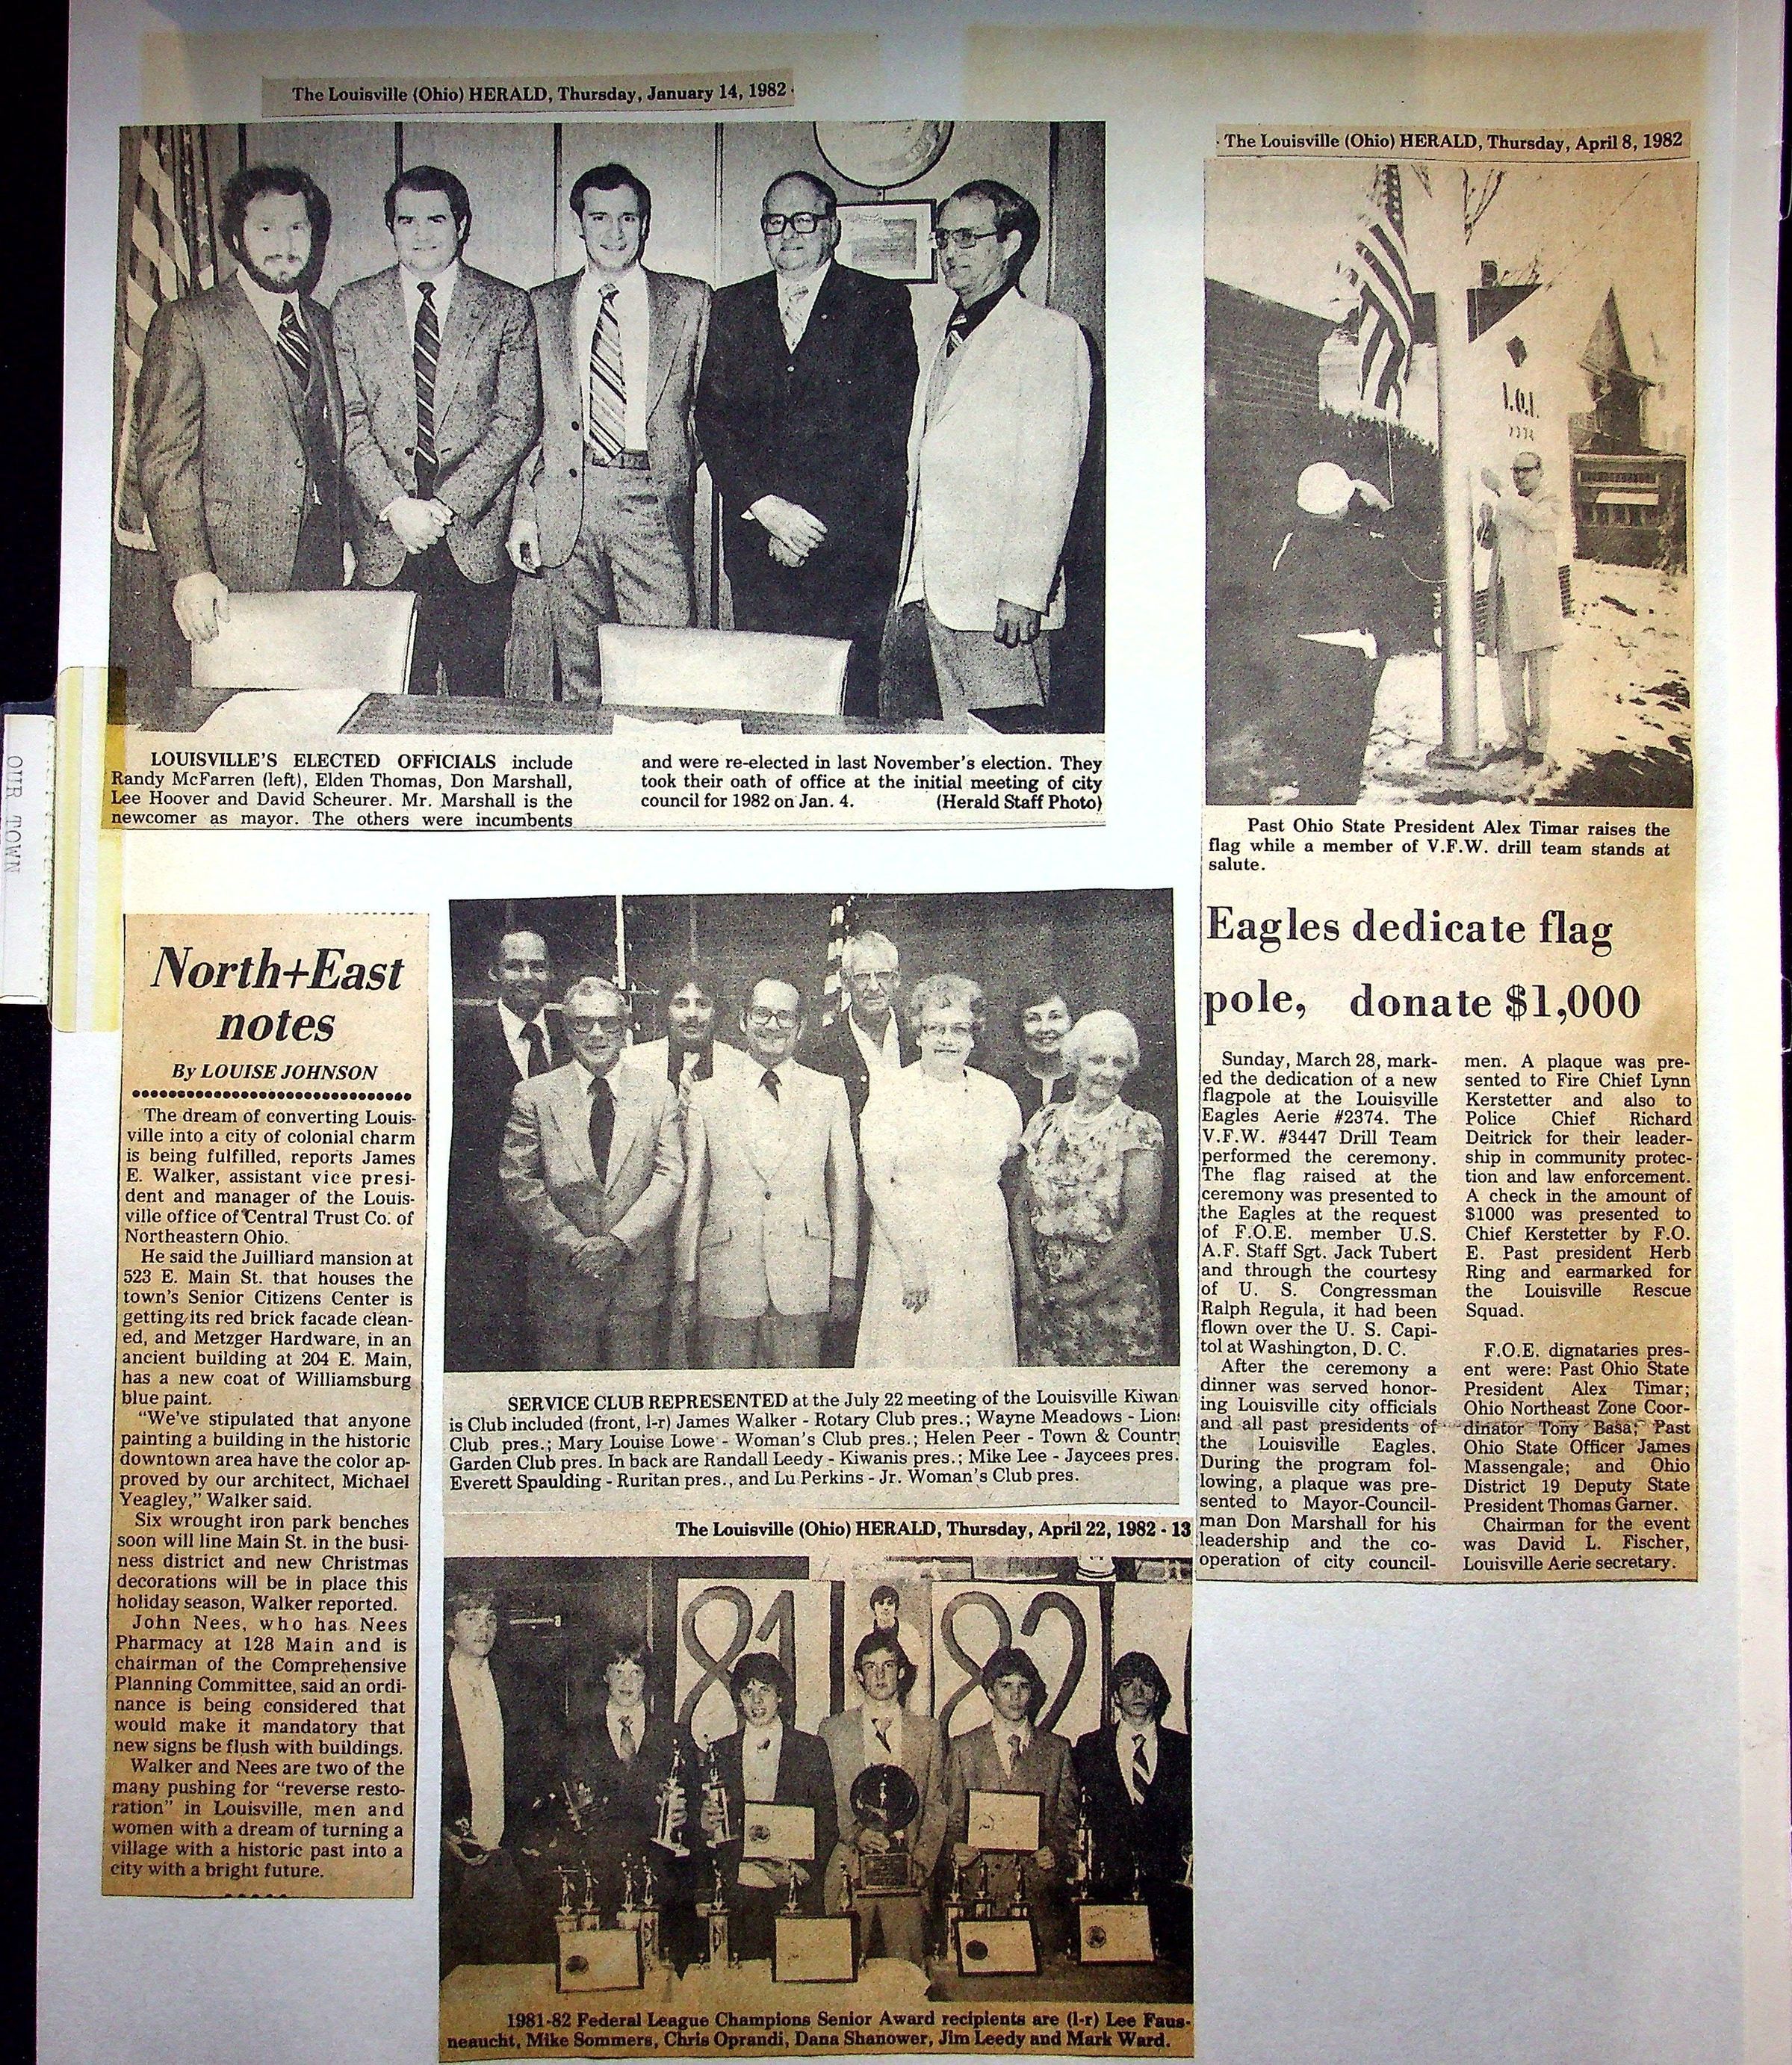 The Louisville (Ohio) HERALD, Thursday, January 14, 1982
LOUISVILLE'S ELECTED OFFICIALS include
Randy McFarren (left), Elden Thomas, Don Marshall,
Lee Hoover and David Scheurer. Mr. Marshall is the
newcomer as mayor. The others were incumbents
and were re-elected in last November's election. They
took their oath of office at the initial meeting of city
council for 1982 on Jan. 4. (Herald Staff Photo)
OUR TOWN
North+East
notes
By LOUISE JOHNSON
The dream of converting Louis-
ville into a city of colonial charm
is being fulfilled, reports James
E. Walker, assistant vice presi-
dent and manager of the Louis-
ville office of Central Trust Co. of
Northeastern Ohio.
He said the Juilliard mansion at
523 E. Main St. that houses the
town's Senior Citizens Center is
getting its red brick facade clean-
ed, and Metzger Hardware, in an
ancient building at 204 E. Main,
has a new coat of Williamsburg
blue paint.
"We've stipulated that anyone
painting a building in the historic
downtown area have the color ap-
proved by our architect, Michael
Yeagley," Walker said.
Six wrought iron park benches
soon will line Main St. in the busi-
ness district and new Christmas
decorations will be in place this
holiday season, Walker reported.
John Nees, who has Nees
Pharmacy at 128 Main and is
chairman of the Comprehensive
Planning Committee, said an ordi-
nance is being considered that
would make it mandatory that
new signs be flush with buildings.
Walker and Nees are two of the
many pushing for "reverse resto-
ration" in Louisville, men and
women with a dream of turning a
village with a historic past into a
city with a bright future.
SERVICE CLUB REPRESENTED at the July 22 meeting of the Louisville Kiwan
is Club included (front, l-r) James Walker - Rotary Club pres.; Wayne Meadows - Lions
Club pres.; Mary Louise Lowe - Woman's Club pres.; Helen Peer - Town & Countr
Garden Club pres. In back are Randall Leedy - Kiwanis pres.; Mike Lee - Jaycees pres.
Everett Spaulding - Ruritan pres., and Lu Perkins - Jr. Woman's Club pres.
The Louisville (Ohio) HERALD, Thursday, April 22, 1982 - 13
81 82
1981-82 Federal League Champions Senior Award recipients are (l-r) Lee Faus-
neaucht, Mike Sommers, Chris Oprandi, Dana Shanower, Jim Leedy and Mark Ward.
The Louisville (Ohio) HERALD, Thursday, April 8, 1982
2374
Past Ohio State President Alex Timar raises the
flag while a member of V.F.W. drill team stands at
salute.
Eagles dedicate flag
pole, donate $1,000
Sunday, March 28, mark-
ed the dedication of a new
flagpole at the Louisville
Eagles Aerie #2374. The
V.F.W. #3447 Drill Team
performed the ceremony.
The flag raised at the
ceremony was presented to
the Eagles at the request
of F.O.E. member U.S.
A.F. Staff Sgt. Jack Tubert
and through the courtesy
of U. S. Congressman
Ralph Regula, it had been
flown over the U. S. Capi-
tol at Washington, D. C.
After the ceremony a
dinner was served honor-
ing Louisville city officials
and all past presidents of
the Louisville Eagles.
During the program fol-
lowing, a plaque was pre-
sented to Mayor-Council-
man Don Marshall for his
leadership and the co-
operation of city council-
men. A plaque was pre-
sented to Fire Chief Lynn
Kerstetter and also to
Police Chief Richard
Deitrick for their leader-
ship in community protec-
tion and law enforcement.
A check in the amount of
$1000 was presented to
Chief Kerstetter by F.O.
E. Past president Herb
Ring and earmarked for
the Louisville Rescue
Squad.
F.O.E. dignataries pres-
ent were: Past Ohio State
President Alex Timar;
Ohio Northeast Zone Coor-
dinator Tony Basa; Past
Ohio State Officer James
Massengale; and Ohio
District 19 Deputy State
President Thomas Garner.
Chairman for the event
was David L. Fischer,
Louisville Aerie secretary.